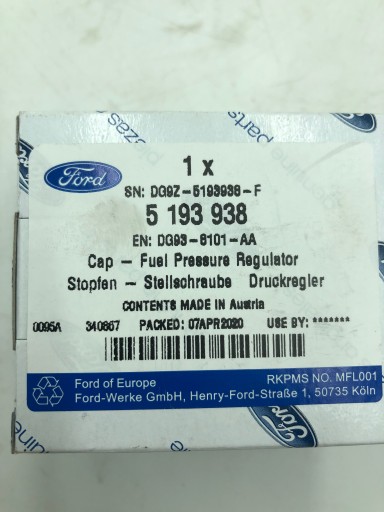 Ford
1 x
SN: DG9Z-5193938-F
5 193 938
EN: DG93-6101-AA
Cap - Fuel Pressure Regulator
Stopfen - Stellschraube Druckregler
CONTENTS MADE IN Austria
0095A 340867 PACKED: 07APR2020 USE BY: *******
Ford of Europe RKPMS NO. MFL001
Ford-Werke GmbH, Henry-Ford-Straße 1, 50735 Köln